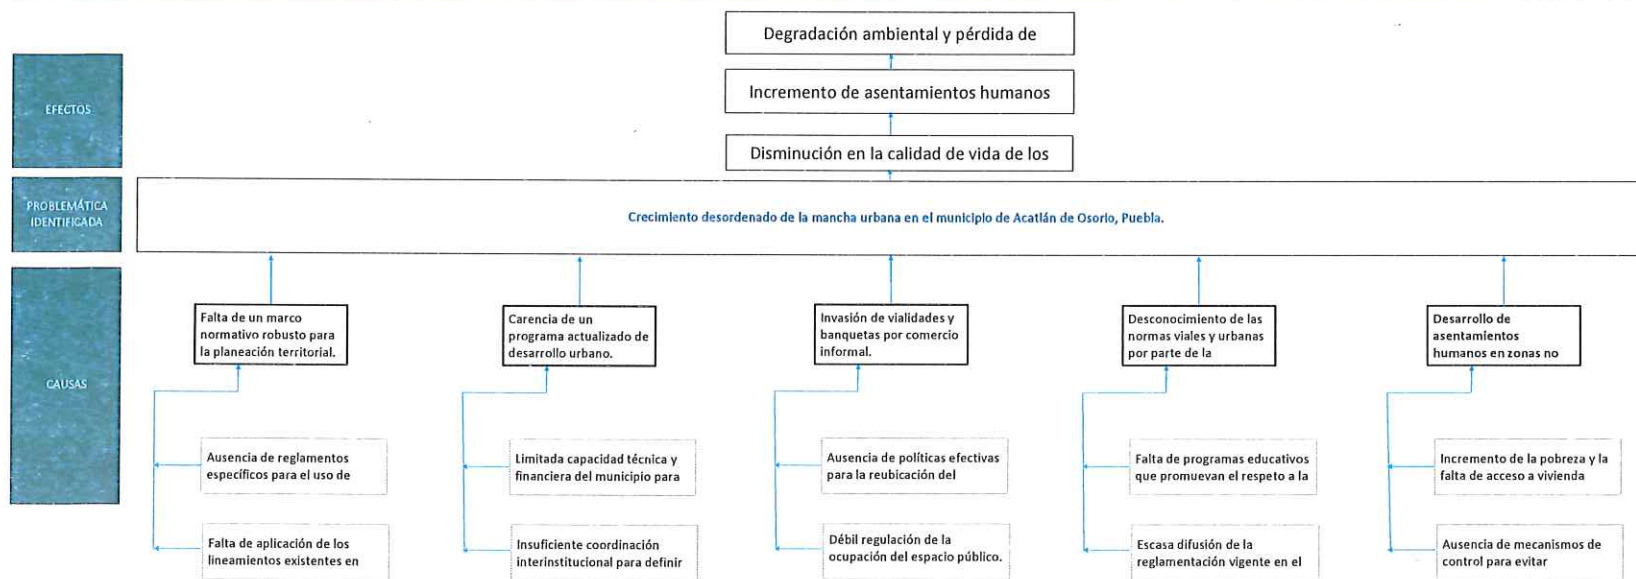 Degradación ambiental y pérdida de
EFECTOS
Incremento de asentamientos humanos
Disminución en la calidad de vida de los
PROBLEMÁTICA
IDENTIFICADA
Crecimiento desordenado de la mancha urbana en el municipio de Acatlán de Osorio, Puebla.
CAUSAS
Falta de un marco
normativo robusto para
la planeación territorial.
Carencia de un
programa actualizado de
desarrollo urbano.
Invasión de vialidades y
banquetas por comercio
informal.
Desconocimiento de las
normas viales y urbanas
por parte de la
Desarrollo de
asentamientos
humanos en zonas no
Ausencia de reglamentos
específicos para el uso de
Limitada capacidad técnica y
financiera del municipio para
Ausencia de políticas efectivas
para la reubicación del
Falta de programas educativos
que promuevan el respeto a la
Incremento de la pobreza y la
falta de acceso a vivienda
Falta de aplicación de los
lineamientos existentes en
Insuficiente coordinación
interinstitucional para definir
Débil regulación de la
ocupación del espacio público.
Escasa difusión de la
reglamentación vigente en el
Ausencia de mecanismos de
control para evitar